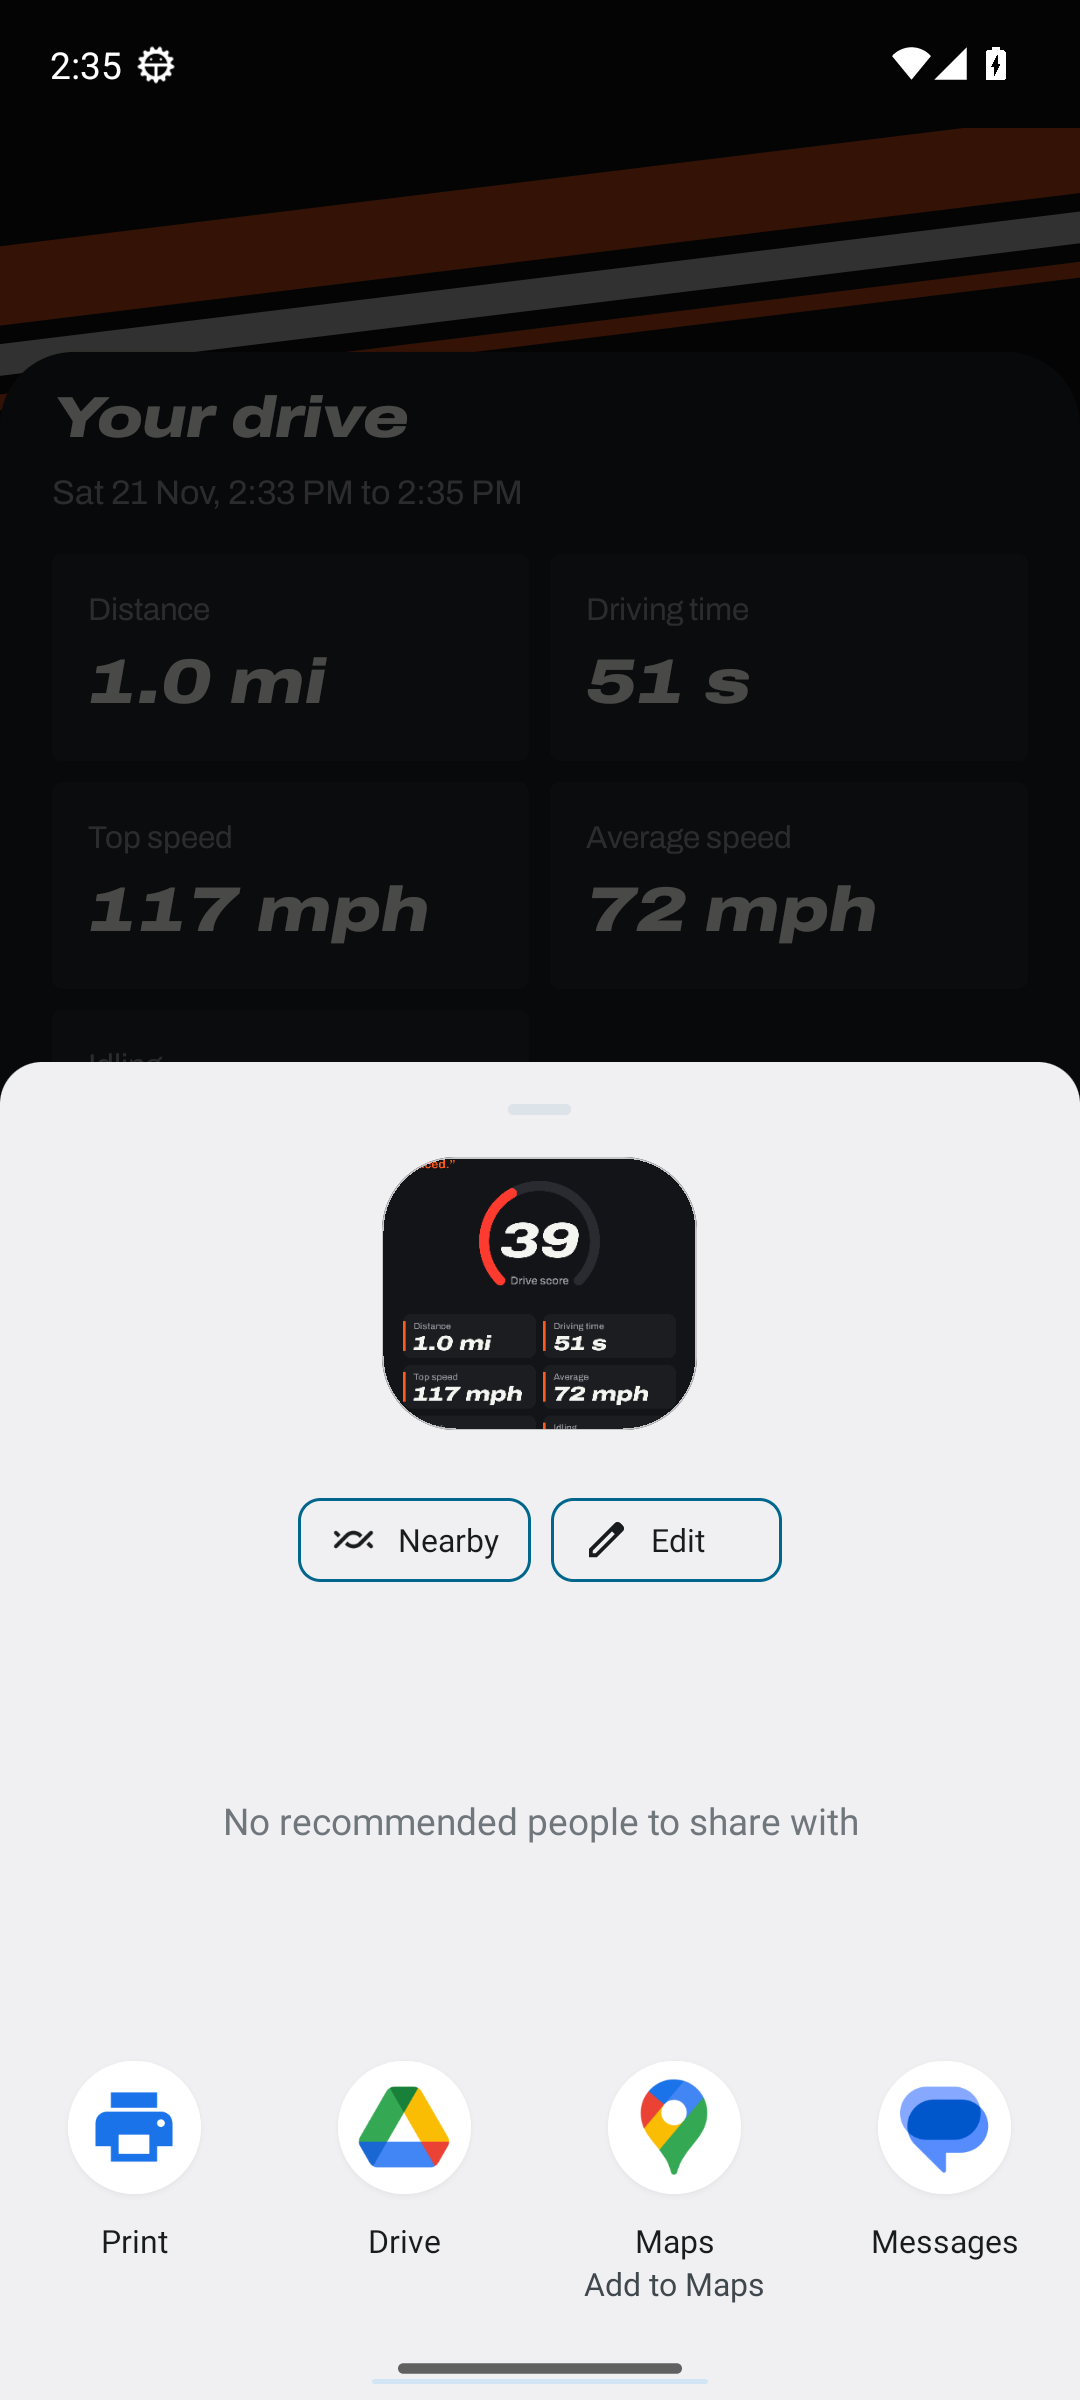 2:35
Your drive
Sat 21 Nov, 2:33 PM to 2:35 PM
Distance
1.0 mi
Driving time
51 s
Top speed
117 mph
Average speed
72 mph
Idling
39
Drive score
Distance
1.0 mi
Driving time
51 s
Top speed
117 mph
Average
72 mph
Idling
Nearby
Edit
No recommended people to share with
Print
Drive
Maps
Add to Maps
Messages